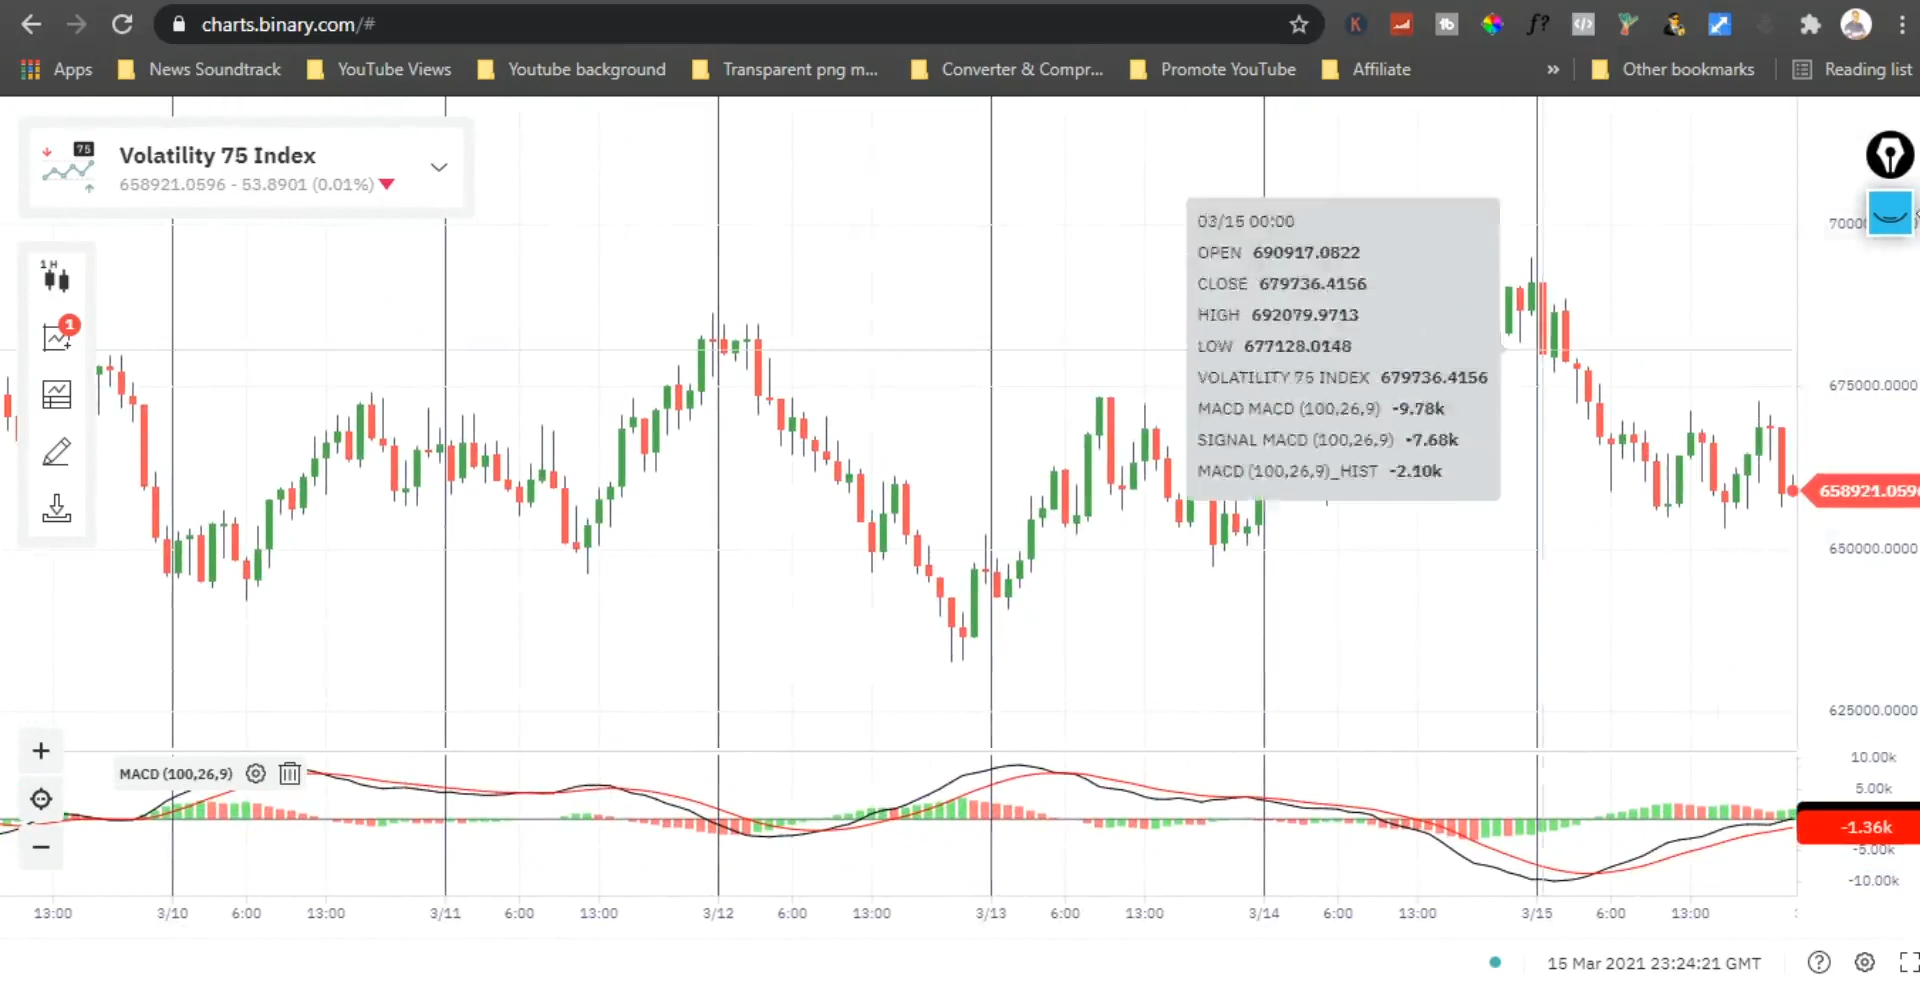 charts.binary.com/#
Apps
News Soundtrack
YouTube Views
Youtube background
Transparent png m...
Converter & Compr...
Promote YouTube
Affiliate
»
Other bookmarks
Reading list
75
Volatility 75 Index
658921.0596 - 53.8901 (0.01%)
1H
1
03/15 00:00
OPEN 690917.0822
CLOSE 679736.4156
HIGH 692079.9713
LOW 677128.0148
VOLATILITY 75 INDEX 679736.4156
MACD MACD (100,26,9) -9.78k
SIGNAL MACD (100,26,9) -7.68k
MACD (100,26,9)_HIST -2.10k
675000.0000
650000.0000
625000.0000
MACD (100,26,9)
10.00k
5.00k
-1.36k
-5.00k
-10.00k
13:00
3/10
6:00
13:00
3/11
6:00
13:00
3/12
6:00
13:00
3/13
6:00
13:00
3/14
6:00
13:00
3/15
6:00
13:00
15 Mar 2021 23:24:21 GMT